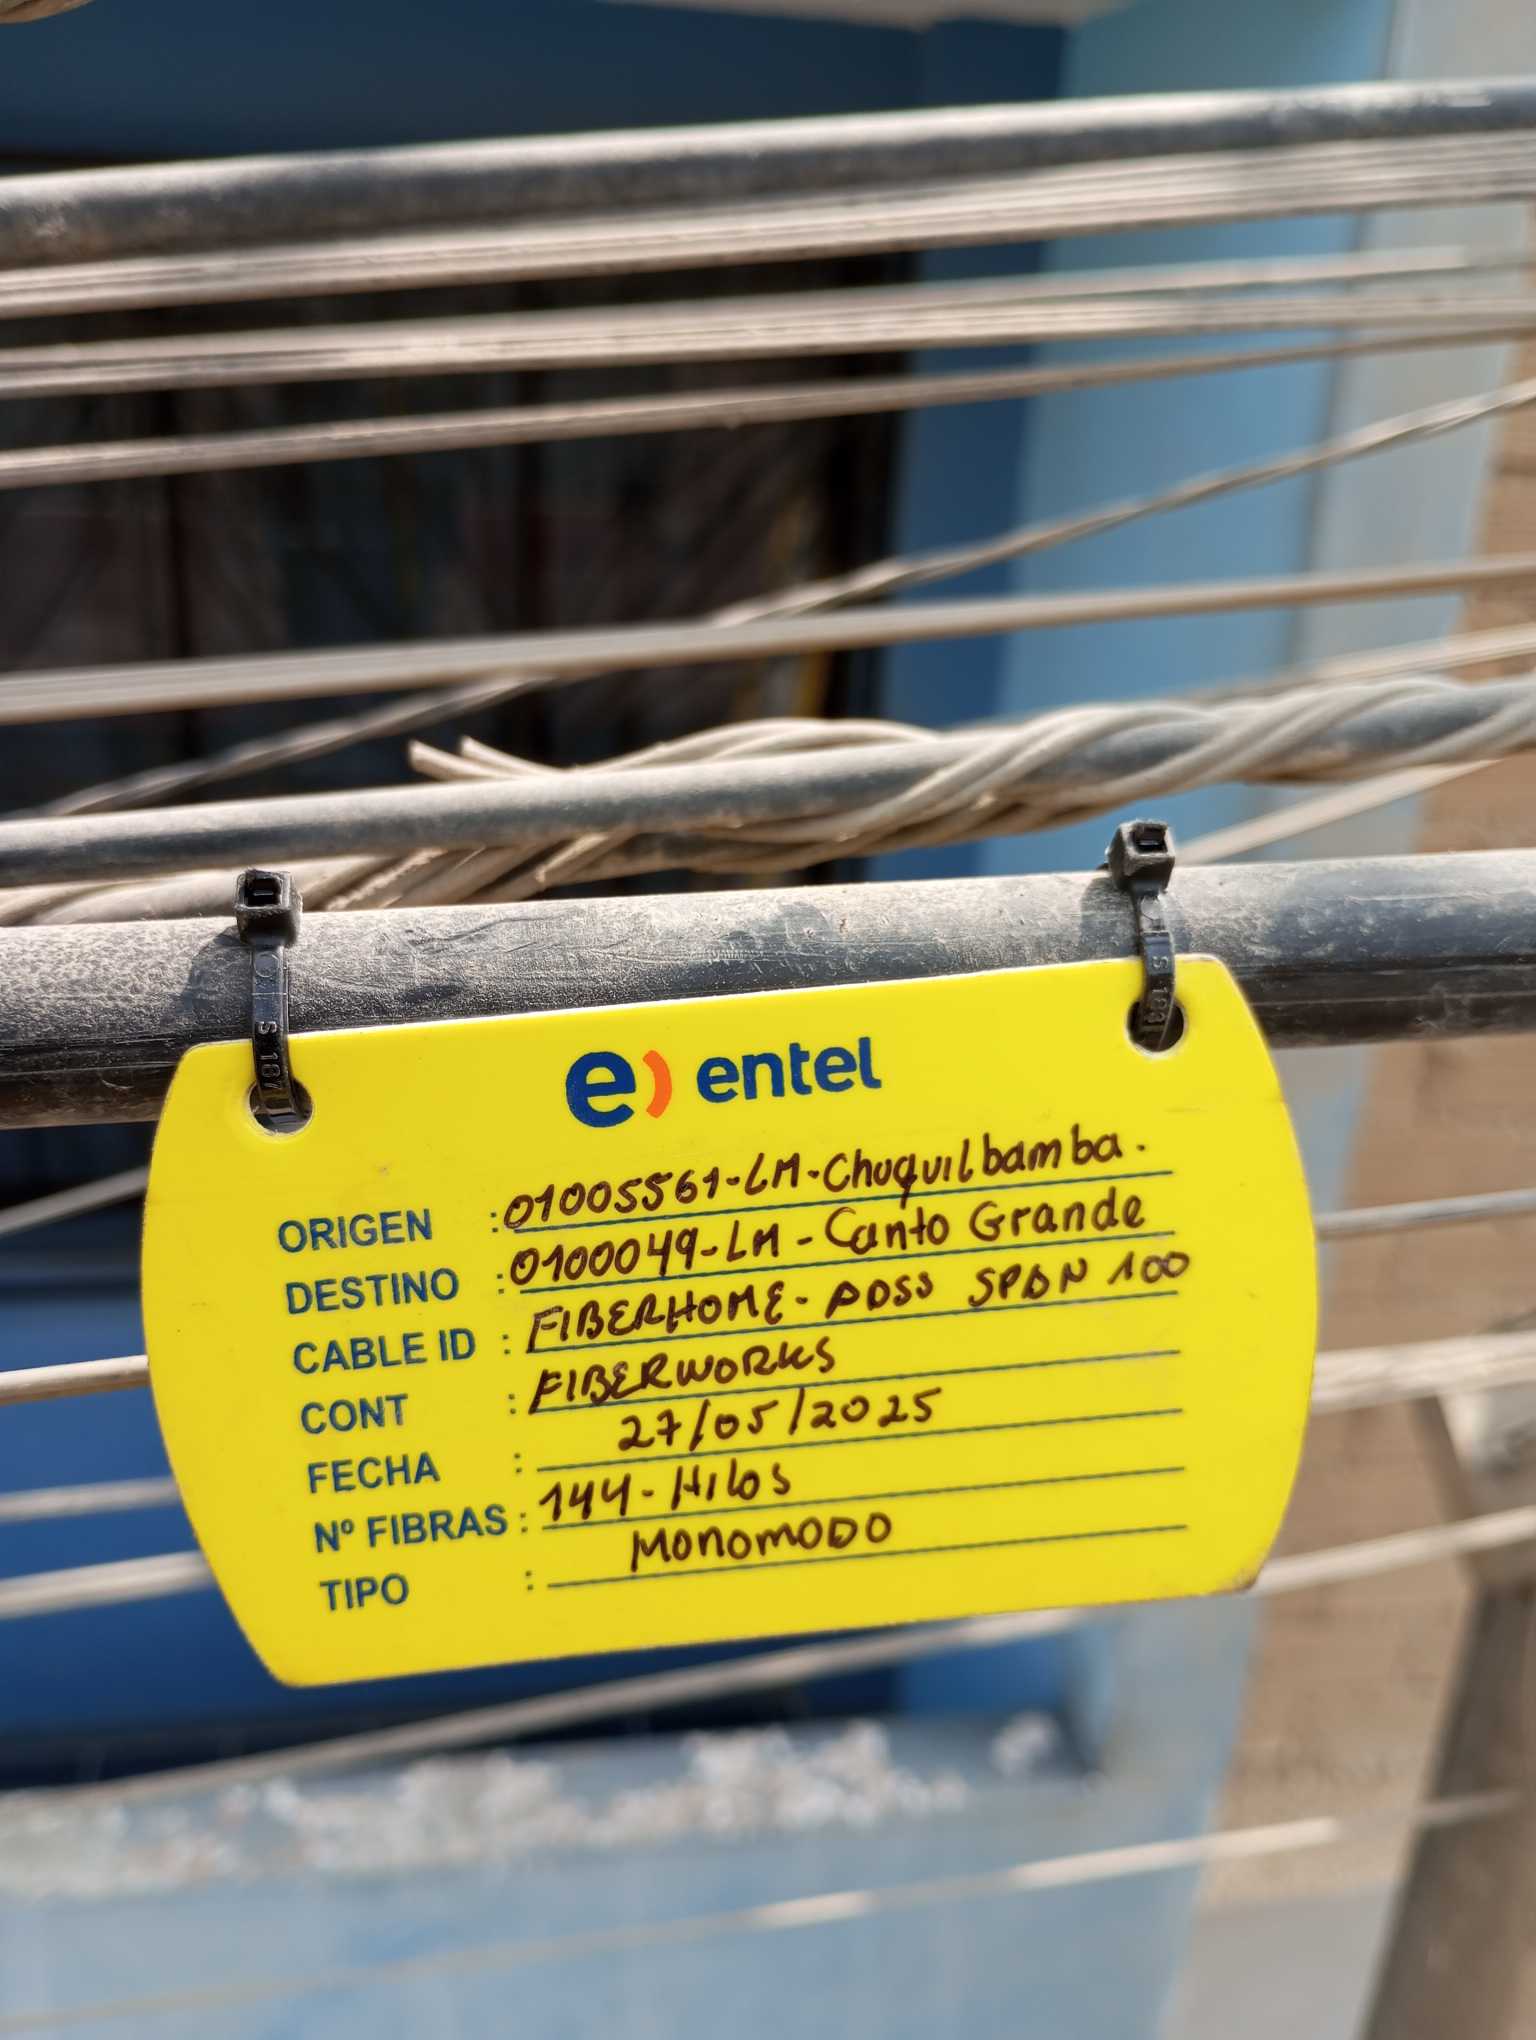 e) entel
ORIGEN : 01005561-LM-Chuquilbamba.
DESTINO : 0100049-LM-Canto Grande
CABLE ID : FIBERHOME-ADSS SPAN 100
CONT : FIBERWORKS
FECHA : 27/05/2025
Nº FIBRAS : 144-Hilos
TIPO : MONOMODO